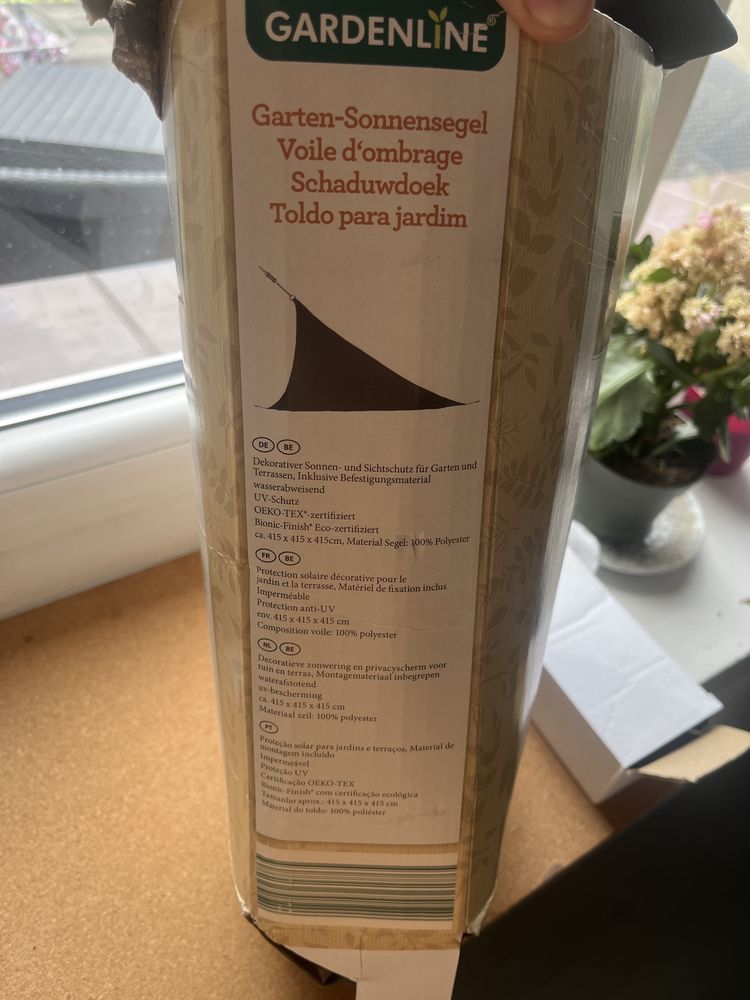 GARDENLINE®
Garten-Sonnensegel
Voile d'ombrage
Schaduwdoek
Toldo para jardim
DE BE
Dekorativer Sonnen- und Sichtschutz für Garten und
Terrassen, Inklusive Befestigungsmaterial
wasserabweisend
UV-Schutz
OEKO-TEX®-zertifiziert
Bionic-Finish® Eco-zertifiziert
ca. 415 x 415 x 415cm, Material Segel: 100% Polyester
FR BE
Protection solaire décorative pour le
jardin et la terrasse, Matériel de fixation inclus
Imperméable
Protection anti-UV
env. 415 x 415 x 415 cm
Composition voile: 100% polyester
NL BE
Decoratieve zonwering en privacyscherm voor
tuin en terras, Montagemateriaal inbegrepen
waterafstotend
uv-bescherming
ca. 415 x 415 x 415 cm
Materiaal zeil: 100% polyester
PT
Proteção solar para jardins e terraços, Material de
montagem incluído
Impermeável
Proteção UV
Certificação OEKO-TEX
Bionic-Finish® com certificação ecológica
Tamanho aprox.: 415 x 415 x 415 cm
Material do toldo: 100% poliéster